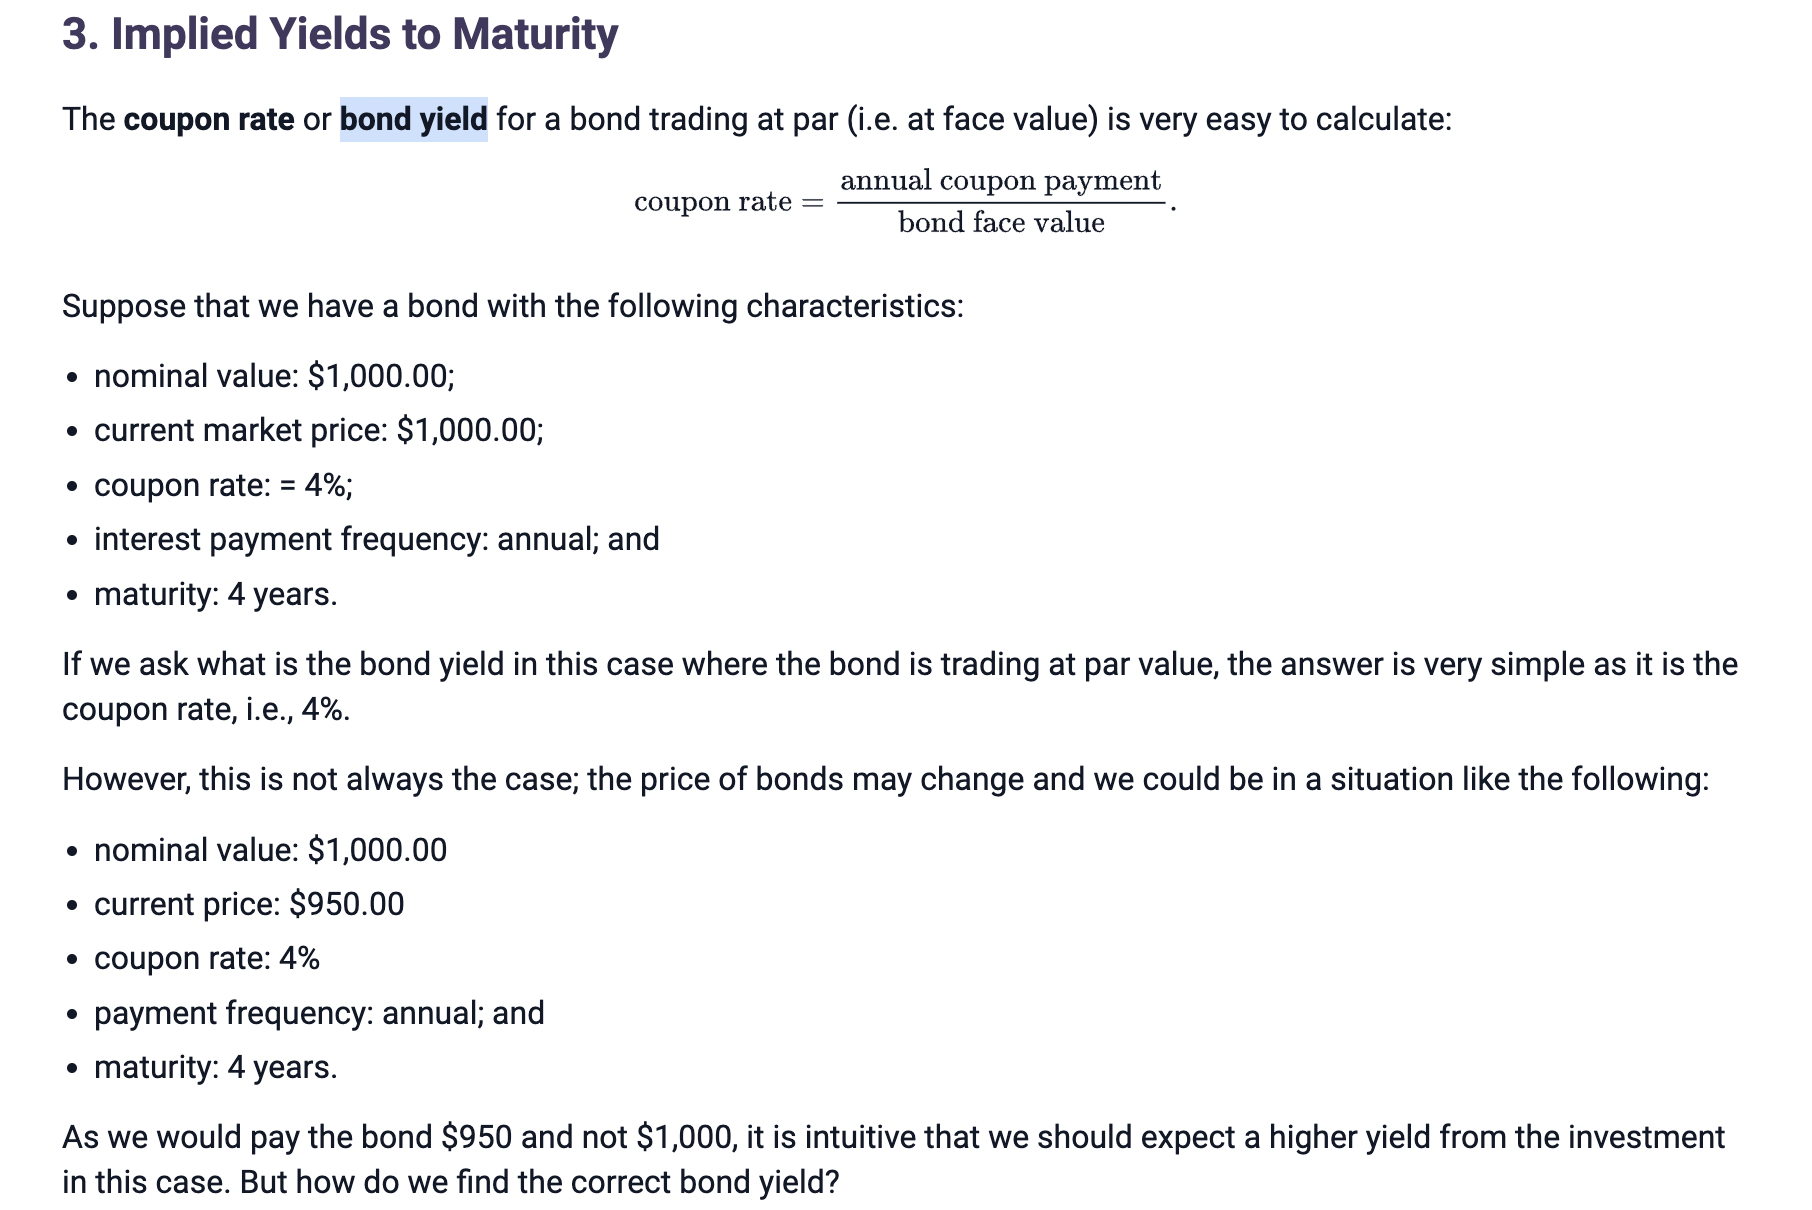 3. Implied Yields to Maturity
The coupon rate or bond yield for a bond trading at par (i.e. at face value) is very easy to calculate:
coupon rate = annual coupon payment / bond face value.
Suppose that we have a bond with the following characteristics:
• nominal value: $1,000.00;
• current market price: $1,000.00;
• coupon rate: = 4%;
• interest payment frequency: annual; and
• maturity: 4 years.
If we ask what is the bond yield in this case where the bond is trading at par value, the answer is very simple as it is the
coupon rate, i.e., 4%.
However, this is not always the case; the price of bonds may change and we could be in a situation like the following:
• nominal value: $1,000.00
• current price: $950.00
• coupon rate: 4%
• payment frequency: annual; and
• maturity: 4 years.
As we would pay the bond $950 and not $1,000, it is intuitive that we should expect a higher yield from the investment
in this case. But how do we find the correct bond yield?